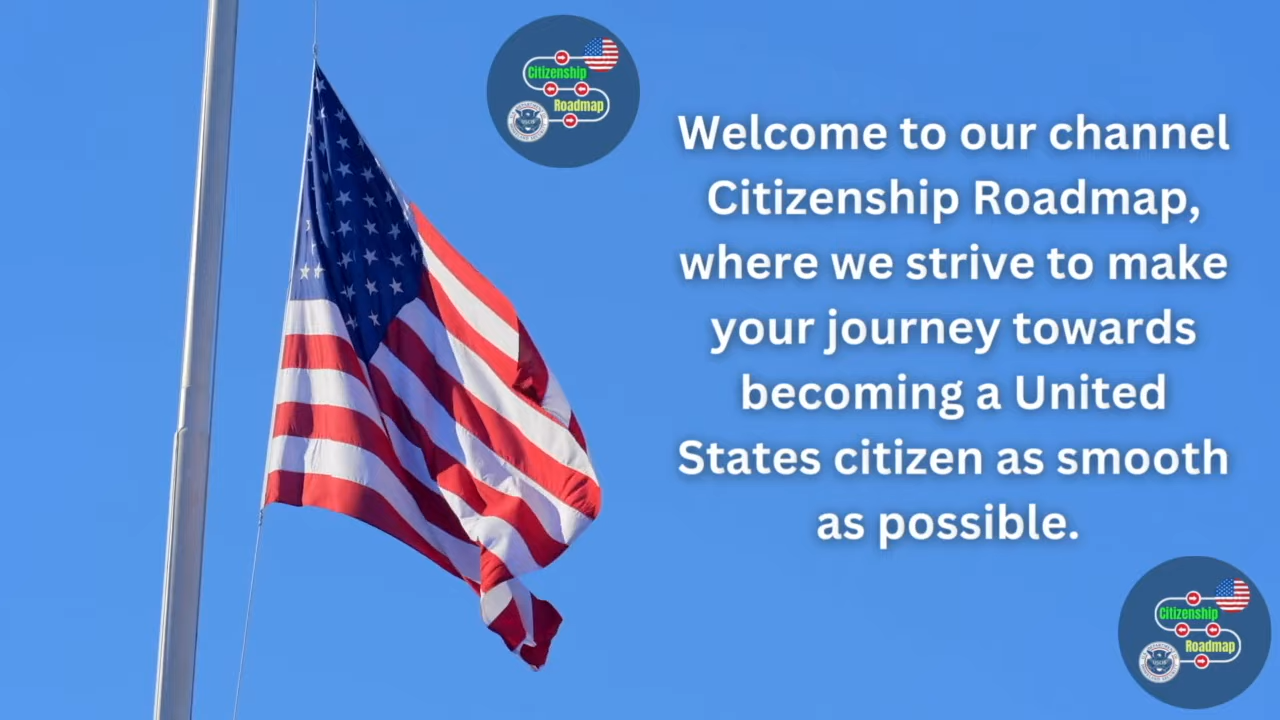 Citizenship
Roadmap
Welcome to our channel
Citizenship Roadmap,
where we strive to make
your journey towards
becoming a United
States citizen as smooth
as possible.
Citizenship
Roadmap